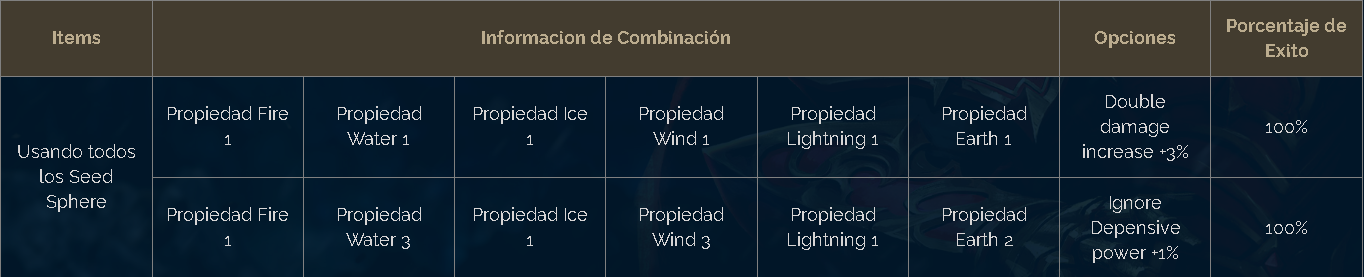 Items
Informacion de Combinación
Opciones
Porcentaje de
Exito
Usando todos
los Seed
Sphere
Propiedad Fire
1
Propiedad
Water 1
Propiedad Ice
1
Propiedad
Wind 1
Propiedad
Lightning 1
Propiedad
Earth 1
Double
damage
increase +3%
100%
Propiedad Fire
1
Propiedad
Water 3
Propiedad Ice
1
Propiedad
Wind 3
Propiedad
Lightning 1
Propiedad
Earth 2
Ignore
Depensive
power +1%
100%